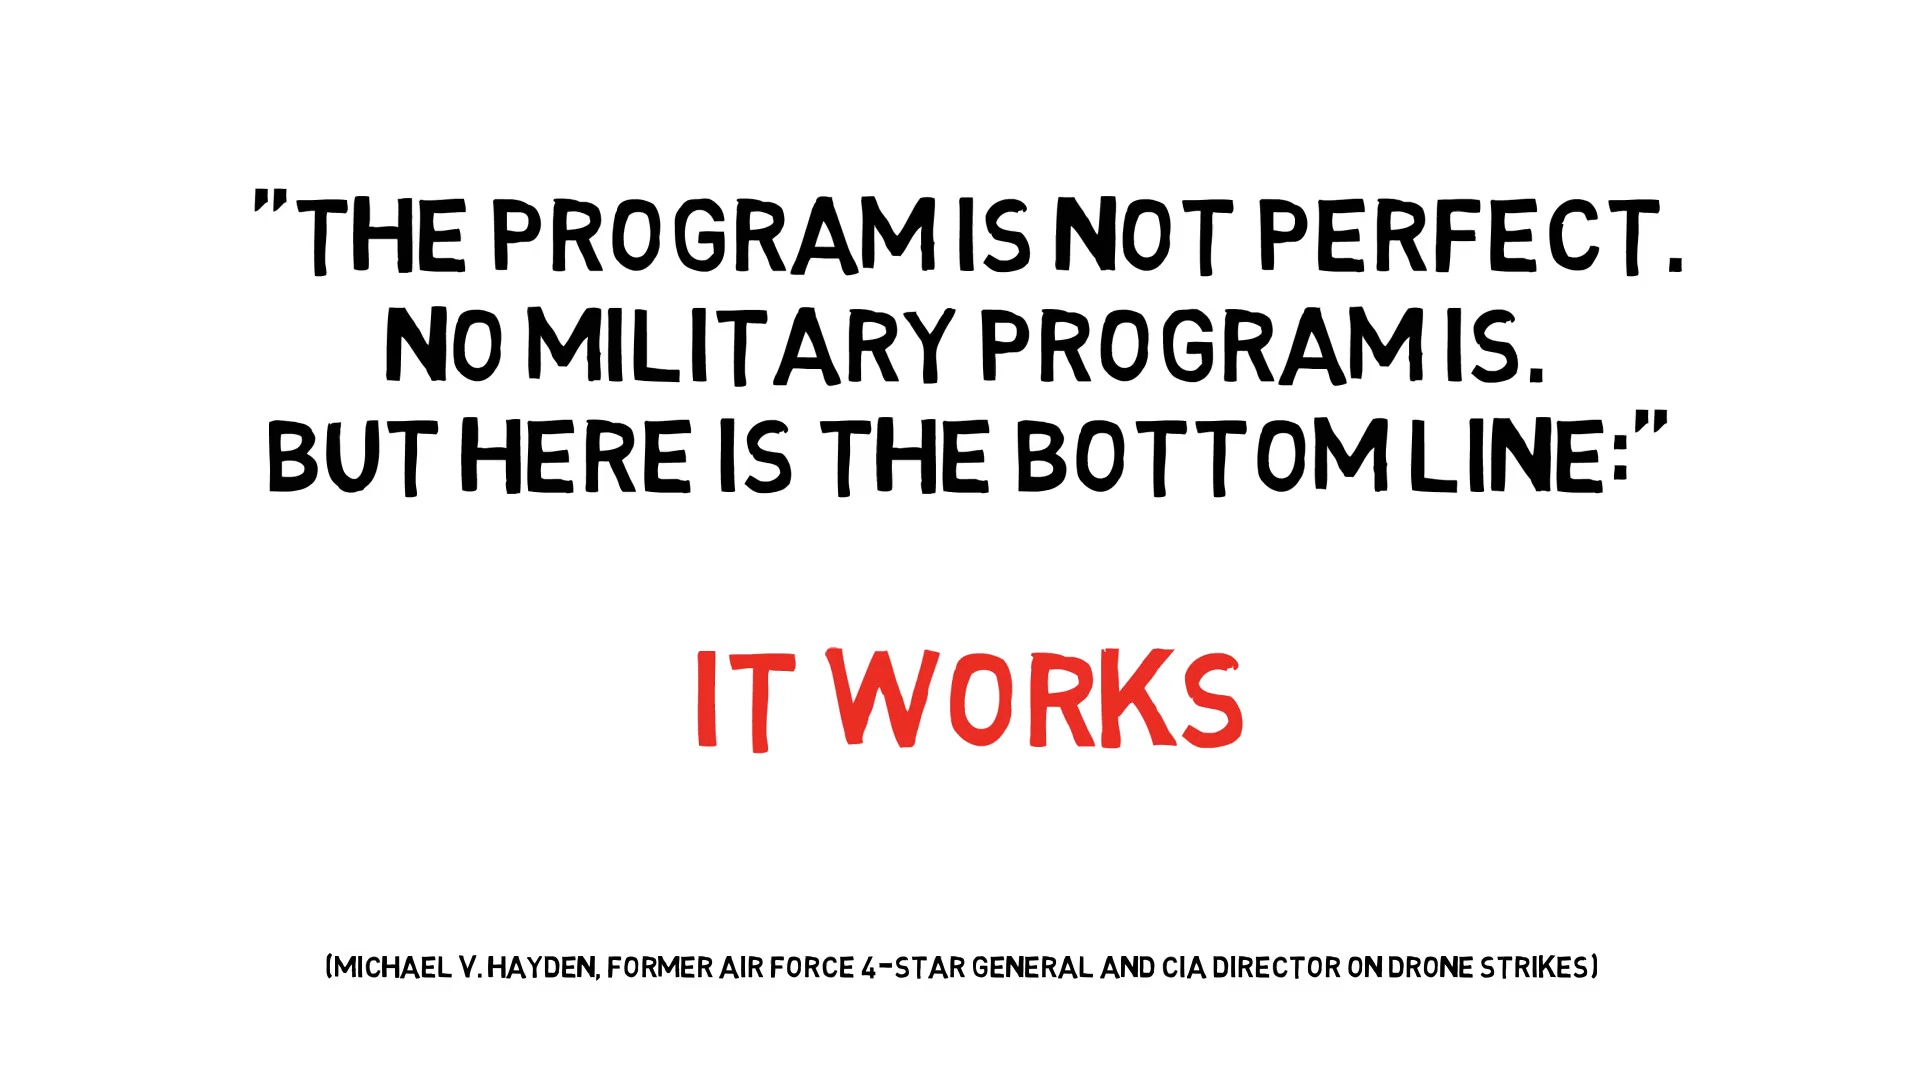 "THE PROGRAM IS NOT PERFECT.
NO MILITARY PROGRAM IS.
BUT HERE IS THE BOTTOM LINE:"
IT WORKS
(MICHAEL V. HAYDEN, FORMER AIR FORCE 4-STAR GENERAL AND CIA DIRECTOR ON DRONE STRIKES)